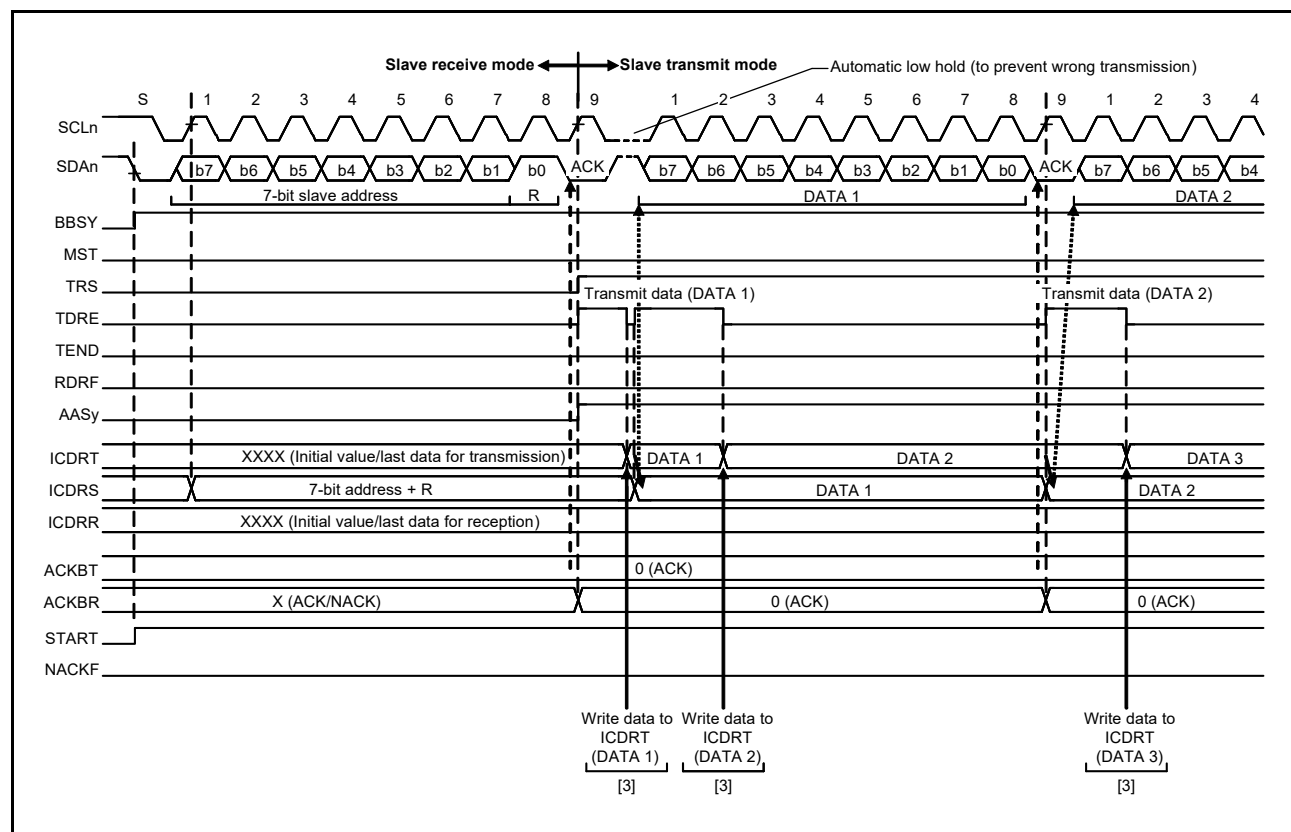 Slave receive mode Slave transmit mode Automatic low hold (to prevent wrong transmission)
S 1 2 3 4 5 6 7 8 9 1 2 3 4 5 6 7 8 9 1 2 3 4
SCLn
SDAn b7 b6 b5 b4 b3 b2 b1 b0 ACK b7 b6 b5 b4 b3 b2 b1 b0 ACK b7 b6 b5 b4
7-bit slave address R DATA 1 DATA 2
BBSY
MST
TRS
Transmit data (DATA 1) Transmit data (DATA 2)
TDRE
TEND
RDRF
AASy
ICDRT XXXX (Initial value/last data for transmission) DATA 1 DATA 2 DATA 3
ICDRS 7-bit address + R DATA 1 DATA 2
ICDRR XXXX (Initial value/last data for reception)
ACKBT 0 (ACK)
ACKBR X (ACK/NACK) 0 (ACK) 0 (ACK)
START
NACKF
Write data to Write data to Write data to
ICDRT ICDRT ICDRT
(DATA 1) (DATA 2) (DATA 3)
[3] [3] [3]